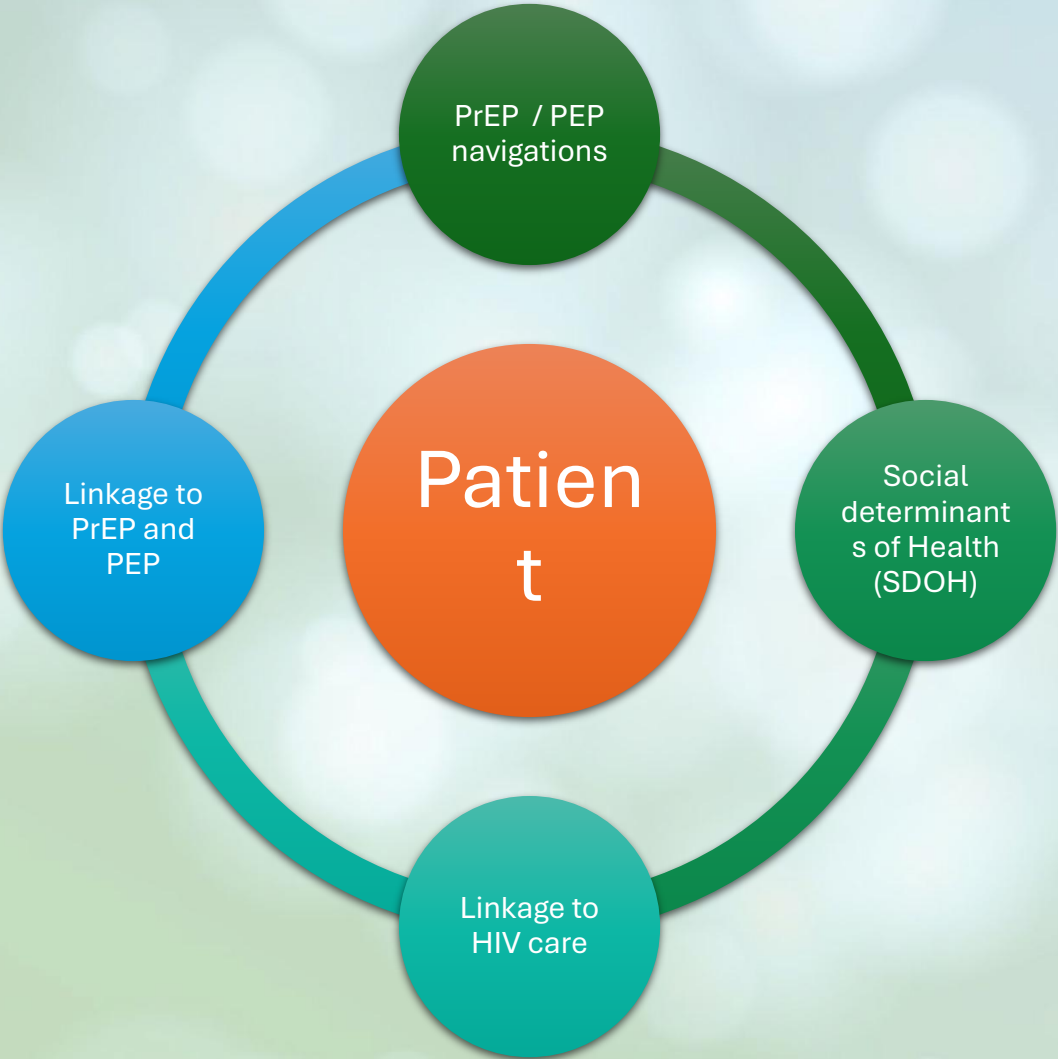 PrEP / PEP
navigations
Linkage to
PrEP and
PEP
Patien
t
Social
determinant
s of Health
(SDOH)
Linkage to
HIV care